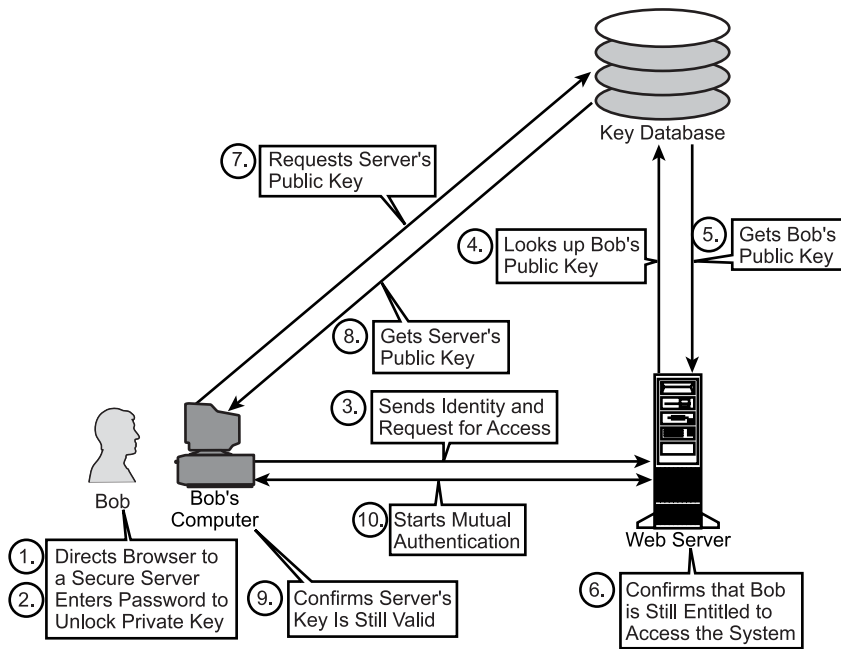 Key Database
7.
Requests Server's
Public Key
4.
Looks up Bob's
Public Key
5.
Gets Bob's
Public Key
8.
Gets Server's
Public Key
3.
Sends Identity and
Request for Access
Bob
Bob's
Computer
10.
Starts Mutual
Authentication
Web Server
1.
Directs Browser to
a Secure Server
2.
Enters Password to
Unlock Private Key
9.
Confirms Server's
Key Is Still Valid
6.
Confirms that Bob
is Still Entitled to
Access the System